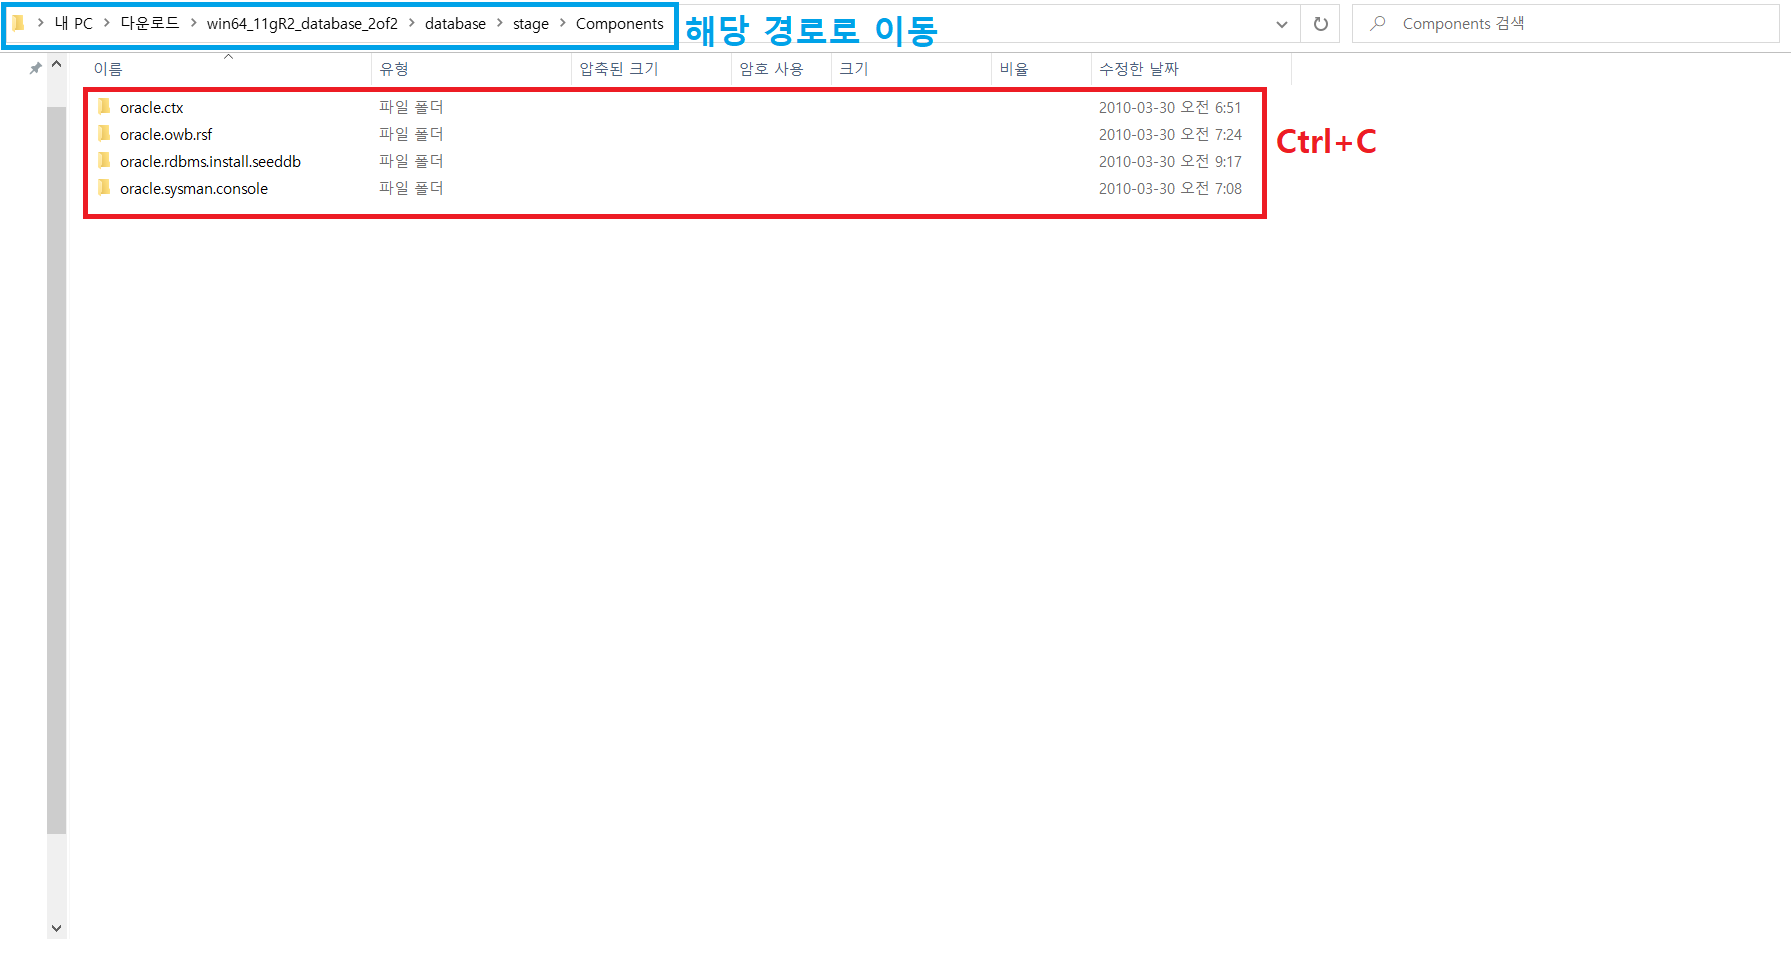 내 PC > 다운로드 > win64_11gR2_database_2of2 > database > stage > Components
해당 경로로 이동
Components 검색
이름 유형 압축된 크기 암호 사용 크기 비율 수정한 날짜
oracle.ctx 파일 폴더 2010-03-30 오전 6:51
oracle.owb.rsf 파일 폴더 2010-03-30 오전 7:24
oracle.rdbms.install.seeddb 파일 폴더 2010-03-30 오전 9:17
oracle.sysman.console 파일 폴더 2010-03-30 오전 7:08
Ctrl+C